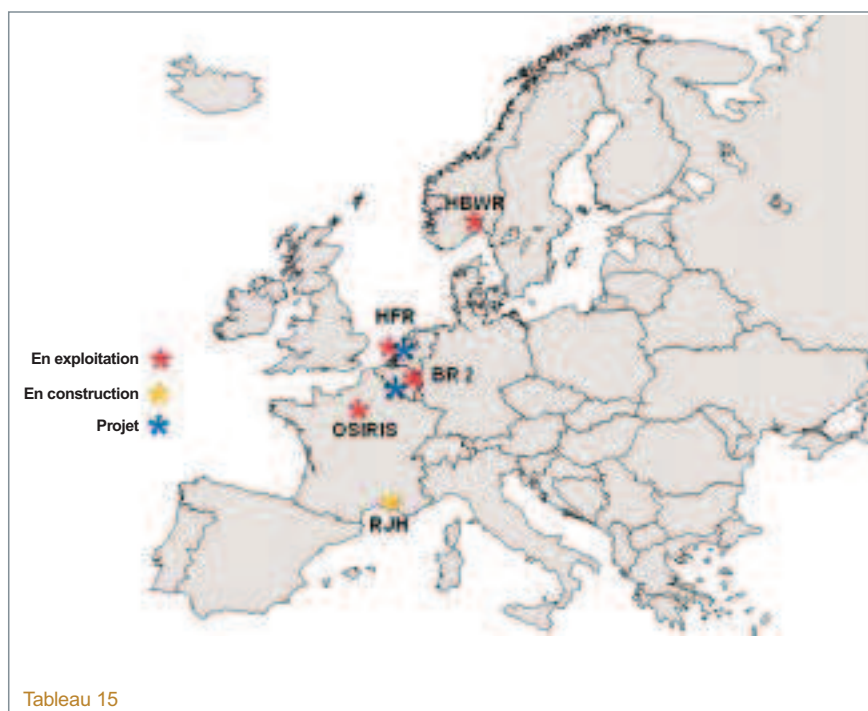 HBWR
HFR
En exploitation
BR 2
En construction
Projet
OSIRIS
RJH
Tableau 15